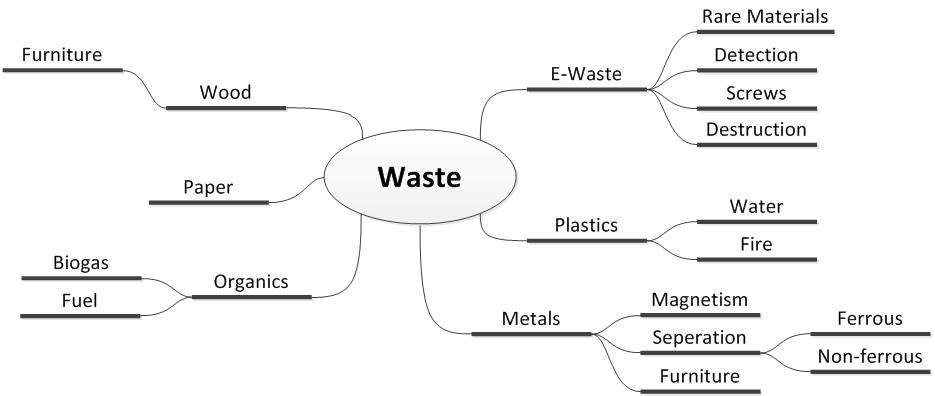 Waste
Wood
Furniture
Paper
Organics
Biogas
Fuel
E-Waste
Rare Materials
Detection
Screws
Destruction
Plastics
Water
Fire
Metals
Magnetism
Seperation
Ferrous
Non-ferrous
Furniture